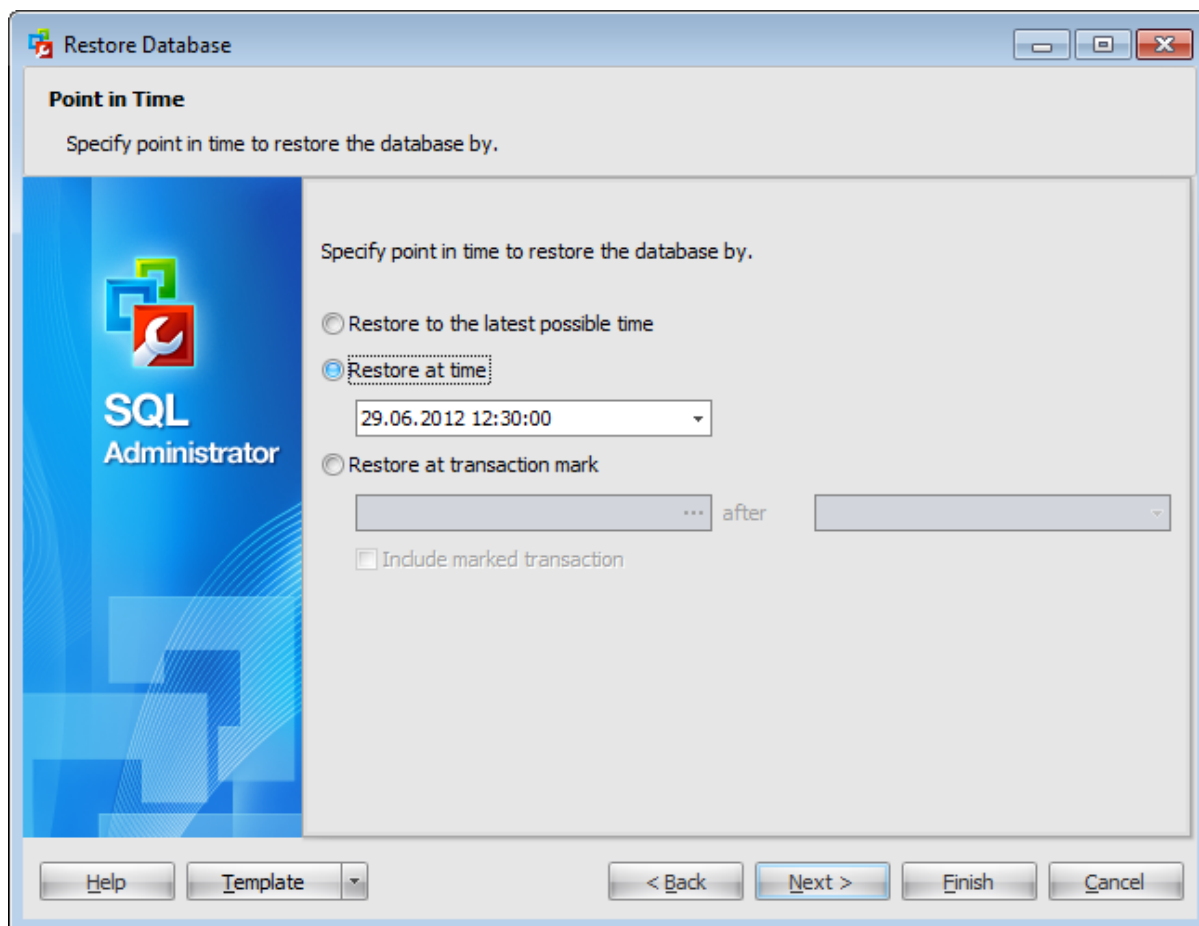 Restore Database
Point in Time
Specify point in time to restore the database by.
SQL
Administrator
Specify point in time to restore the database by.
Restore to the latest possible time
Restore at time
29.06.2012 12:30:00
Restore at transaction mark
... after
Include marked transaction
Help Template < Back Next > Finish Cancel